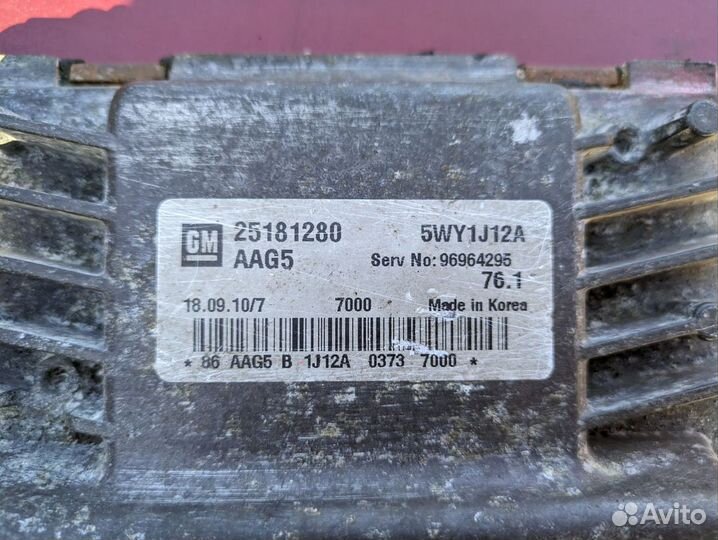 GM 25181280 5WY1J12A
AAG5 Serv No: 96964295
76.1
18.09.10/7 7000 Made in Korea
* 86 AAG5 B 1J12A 0373 7000 *
Avito